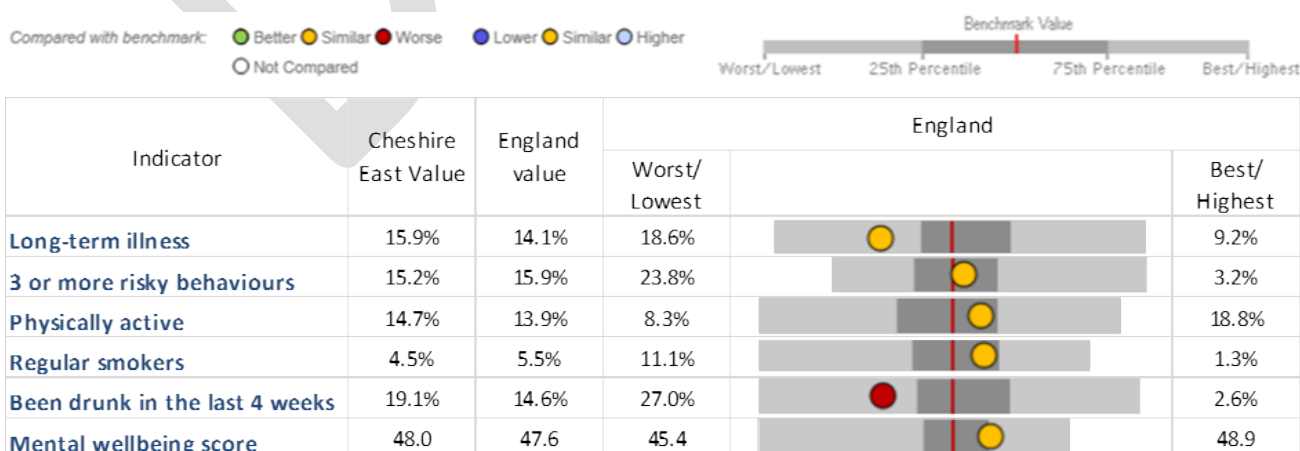 Benchmark Value
Compared with benchmark: Better Similar Worse Lower Similar Higher
Not Compared
Worst/Lowest 25th Percentile 75th Percentile Best/Highest
Indicator
Cheshire East Value
England value
England
Worst/ Lowest
Best/ Highest
Long-term illness 15.9% 14.1% 18.6% 9.2%
3 or more risky behaviours 15.2% 15.9% 23.8% 3.2%
Physically active 14.7% 13.9% 8.3% 18.8%
Regular smokers 4.5% 5.5% 11.1% 1.3%
Been drunk in the last 4 weeks 19.1% 14.6% 27.0% 2.6%
Mental wellbeing score 48.0 47.6 45.4 48.9